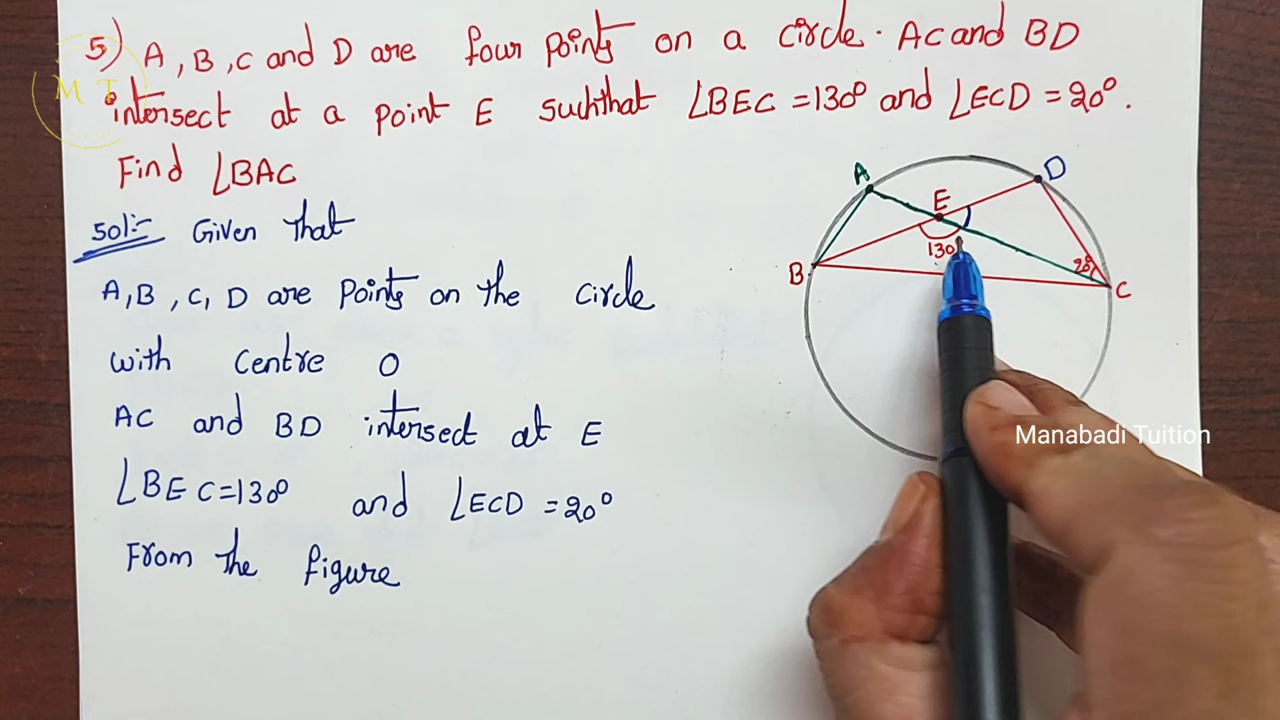 5) A, B, C and D are four points on a circle. AC and BD
intersect at a point E suchthat ∠BEC = 130° and ∠ECD = 20°.
Find ∠BAC
Sol:- Given that
A, B, C, D are points on the circle
with centre O
AC and BD intersect at E
∠BEC = 130° and ∠ECD = 20°
From the figure
A
D
E
130
20°
B
C
MT
Manabadi Tuition